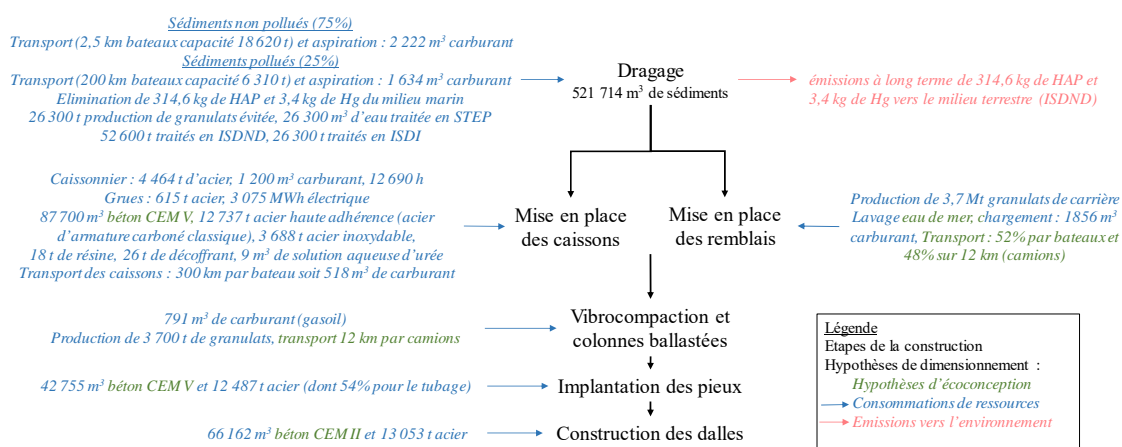 Sédiments non pollués (75%)
Transport (2,5 km bateaux capacité 18 620 t) et aspiration : 2 222 m³ carburant
Sédiments pollués (25%)
Transport (200 km bateaux capacité 6 310 t) et aspiration : 1 634 m³ carburant
Elimination de 314,6 kg de HAP et 3,4 kg de Hg du milieu marin
26 300 t production de granulats évitée, 26 300 m³ d'eau traitée en STEP
52 600 t traités en ISDND, 26 300 t traités en ISDI
Dragage
521 714 m³ de sédiments
émissions à long terme de 314,6 kg de HAP et
3,4 kg de Hg vers le milieu terrestre (ISDND)
Caissonnier : 4 464 t d'acier, 1 200 m³ carburant, 12 690 h
Grues : 615 t acier, 3 075 MWh électrique
87 700 m³ béton CEM V, 12 737 t acier haute adhérence (acier
d'armature carboné classique), 3 688 t acier inoxydable,
18 t de résine, 26 t de décoffrant, 9 m³ de solution aqueuse d'urée
Transport des caissons : 300 km par bateau soit 518 m³ de carburant
Mise en place
des caissons
Mise en place
des remblais
Production de 3,7 Mt granulats de carrière
Lavage eau de mer, chargement : 1856 m³
carburant, Transport : 52% par bateaux et
48% sur 12 km (camions)
791 m³ de carburant (gasoil)
Production de 3 700 t de granulats, transport 12 km par camions
Vibrocompaction et
colonnes ballastées
42 755 m³ béton CEM V et 12 487 t acier (dont 54% pour le tubage)
Implantation des pieux
66 162 m³ béton CEM II et 13 053 t acier
Construction des dalles
Légende
Etapes de la construction
Hypothèses de dimensionnement :
Hypothèses d'écoconception
Consommations de ressources
Emissions vers l'environnement